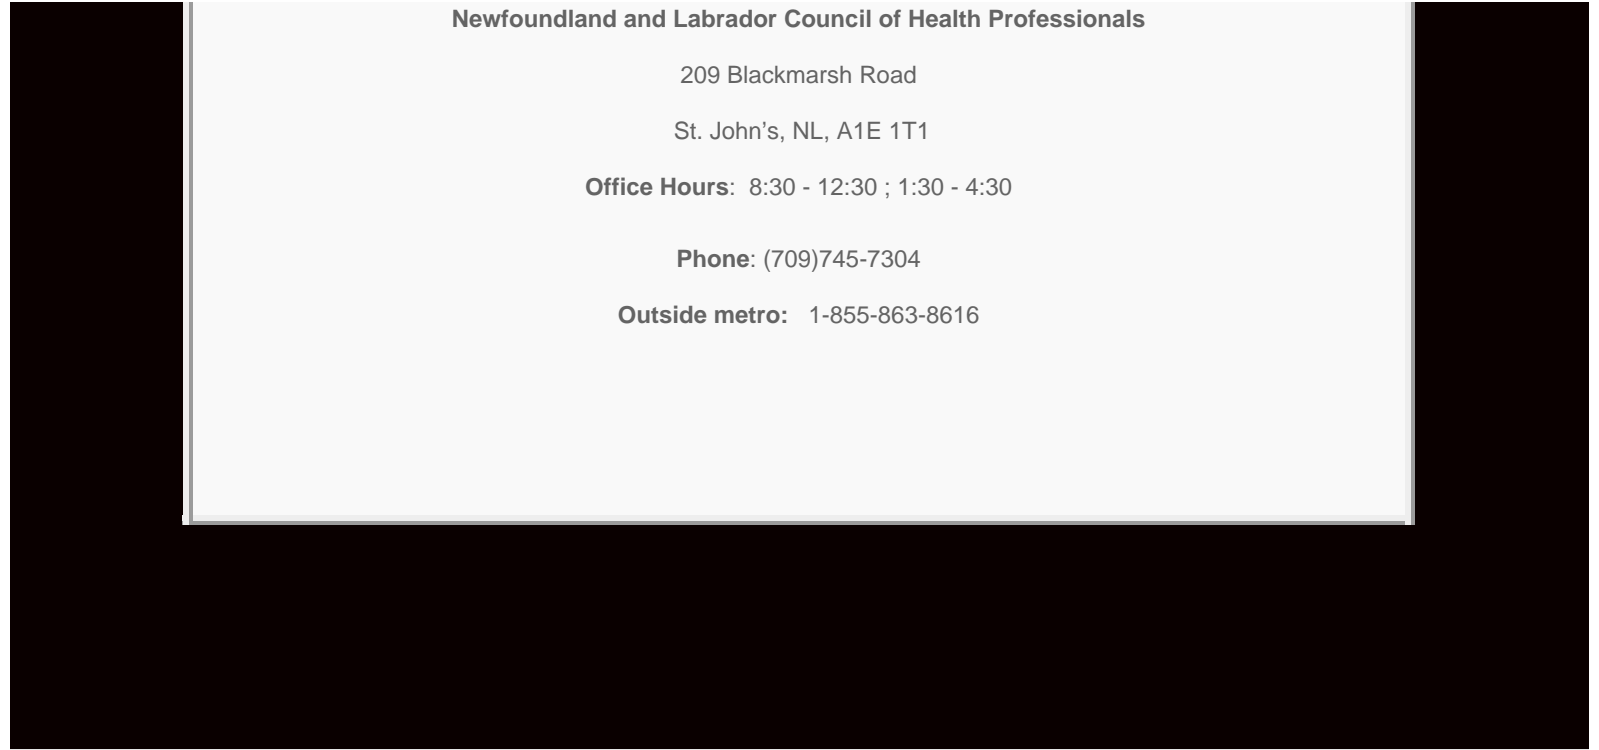 Newfoundland and Labrador Council of Health Professionals
209 Blackmarsh Road
St. John’s, NL, A1E 1T1
Office Hours:  8:30 - 12:30 ; 1:30 - 4:30
Phone: (709)745-7304
Outside metro:   1-855-863-8616